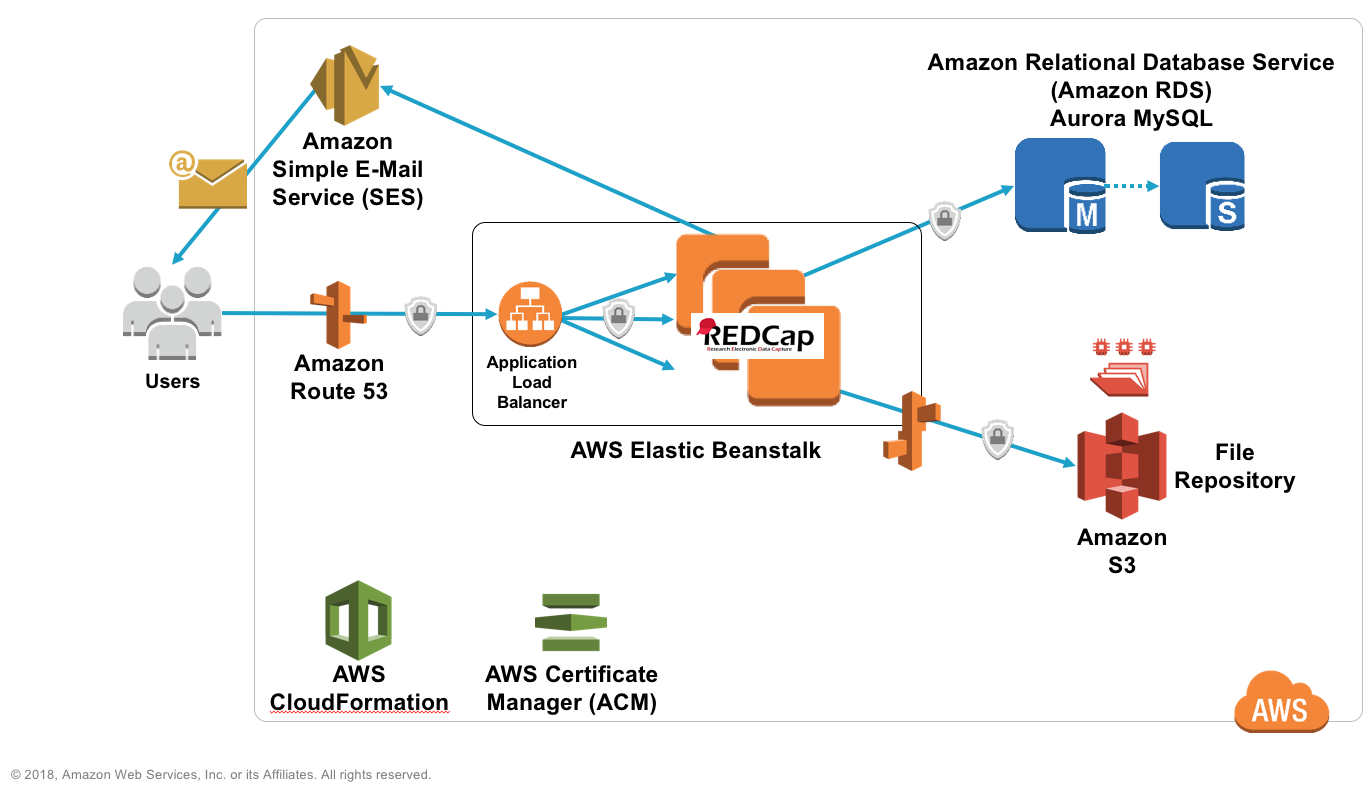 Amazon Relational Database Service
(Amazon RDS)
Aurora MySQL
Amazon
Simple E-Mail
Service (SES)
@
M
S
Users
Amazon
Route 53
Application
Load
Balancer
REDCap
Research Electronic Data Capture
AWS Elastic Beanstalk
File
Repository
Amazon
S3
AWS
CloudFormation
AWS Certificate
Manager (ACM)
AWS
© 2018, Amazon Web Services, Inc. or its Affiliates. All rights reserved.